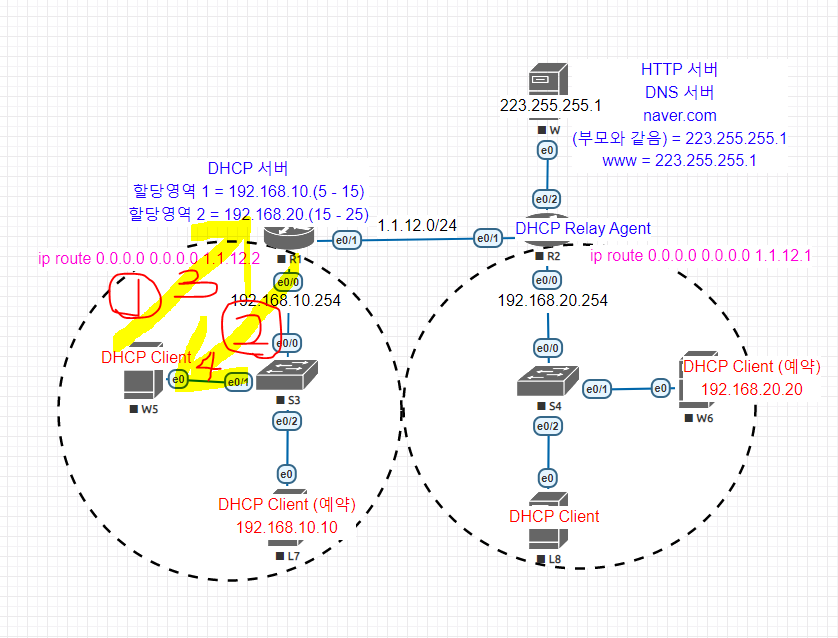 HTTP 서버
DNS 서버
naver.com
(부모와 같음) = 223.255.255.1
www = 223.255.255.1
223.255.255.1
W
e0
e0/2
DHCP 서버
할당영역 1 = 192.168.10.(5 - 15)
할당영역 2 = 192.168.20.(15 - 25)
1.1.12.0/24
e0/1
e0/1
DHCP Relay Agent
ip route 0.0.0.0 0.0.0.0 1.1.12.2
R1
R2
ip route 0.0.0.0 0.0.0.0 1.1.12.1
e0/0
e0/0
1
3
192.168.10.254
192.168.20.254
2
e0/0
e0/0
DHCP Client
4
e0
e0/1
W5
S3
e0/2
S4
e0/2
e0/1
e0
DHCP Client (예약)
192.168.20.20
W6
e0
e0
DHCP Client (예약)
192.168.10.10
L7
DHCP Client
L8